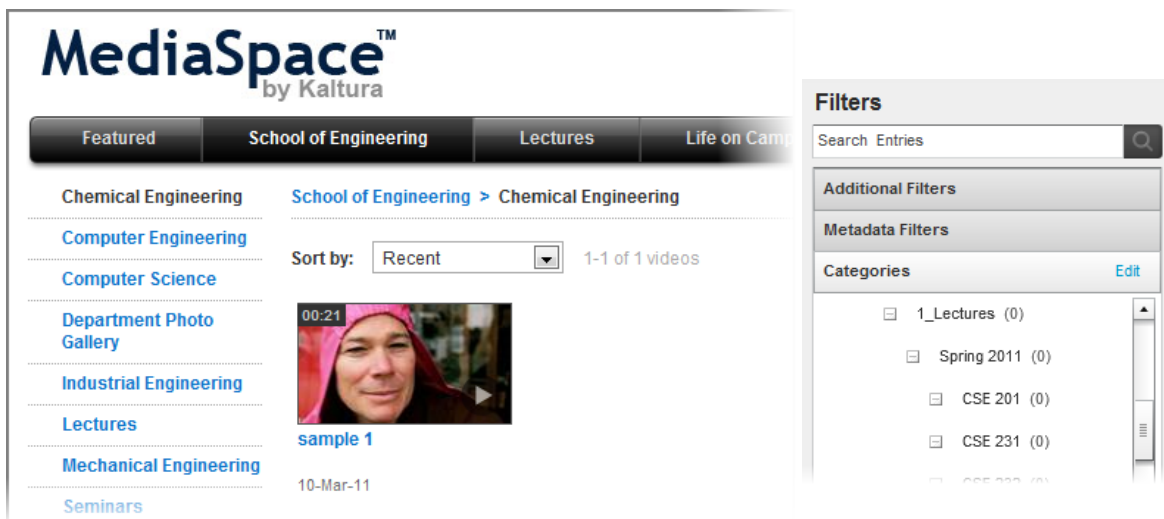 MediaSpace™
by Kaltura
Featured
School of Engineering
Lectures
Life on Camp
Chemical Engineering
Computer Engineering
Computer Science
Department Photo
Gallery
Industrial Engineering
Lectures
Mechanical Engineering
Seminars
School of Engineering > Chemical Engineering
Sort by: Recent 1-1 of 1 videos
00:21
sample 1
10-Mar-11
Filters
Search Entries
Additional Filters
Metadata Filters
Categories Edit
1_Lectures (0)
Spring 2011 (0)
CSE 201 (0)
CSE 231 (0)